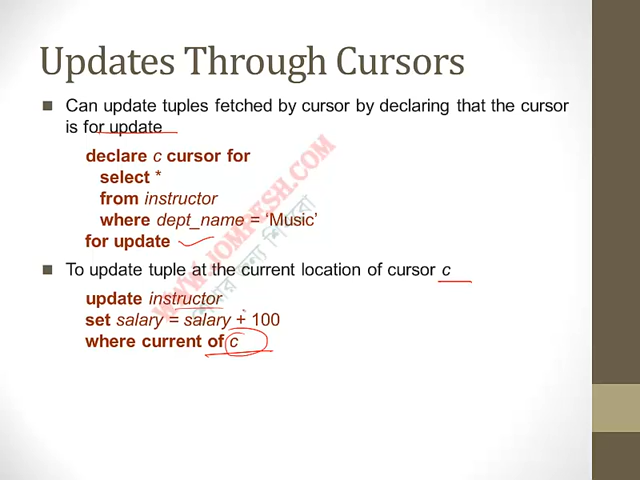 Updates Through Cursors
■ Can update tuples fetched by cursor by declaring that the cursor
is for update
declare c cursor for
select *
from instructor
where dept_name = ‘Music’
for update
■ To update tuple at the current location of cursor c
update instructor
set salary = salary + 100
where current of c
WWW.JOMPESH.COM
শেখার জন্য শিখা